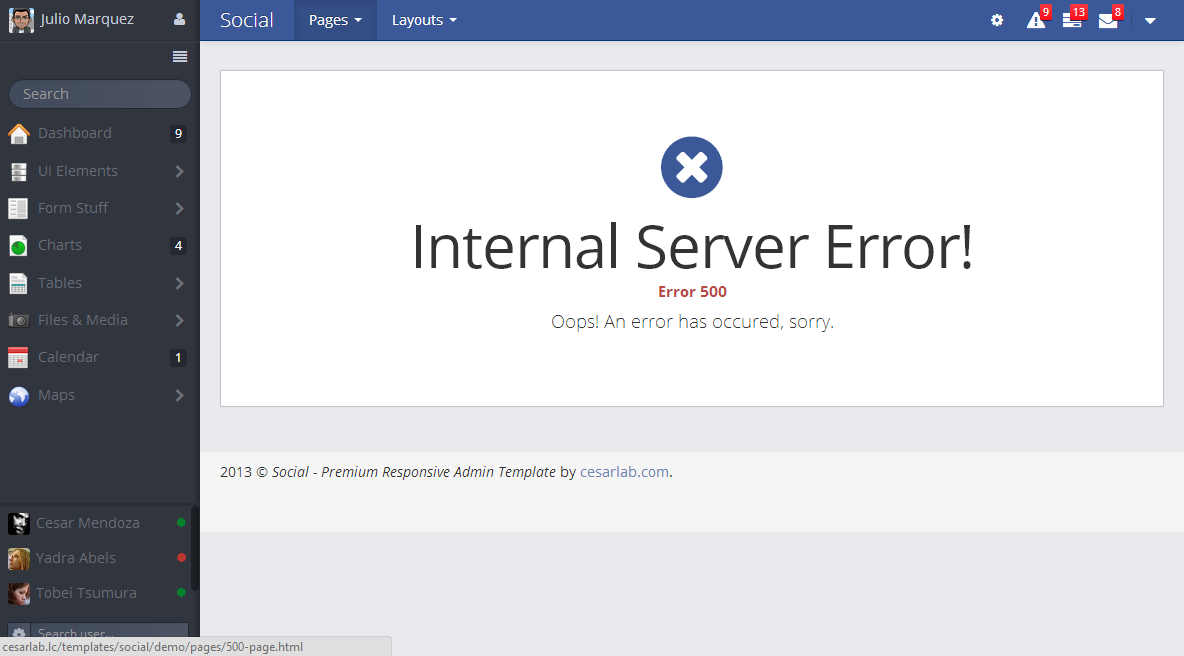 Julio Marquez
Social Pages Layouts 9 13 8
Search
Dashboard 9
UI Elements
Form Stuff
Charts 4
Tables
Files & Media
Calendar 1
Maps
Internal Server Error!
Error 500
Oops! An error has occured, sorry.
2013 © Social - Premium Responsive Admin Template by cesarlab.com.
Cesar Mendoza
Yadra Abels
Tobei Tsumura
Search user...
cesarlab.lc/templates/social/demo/pages/500-page.html